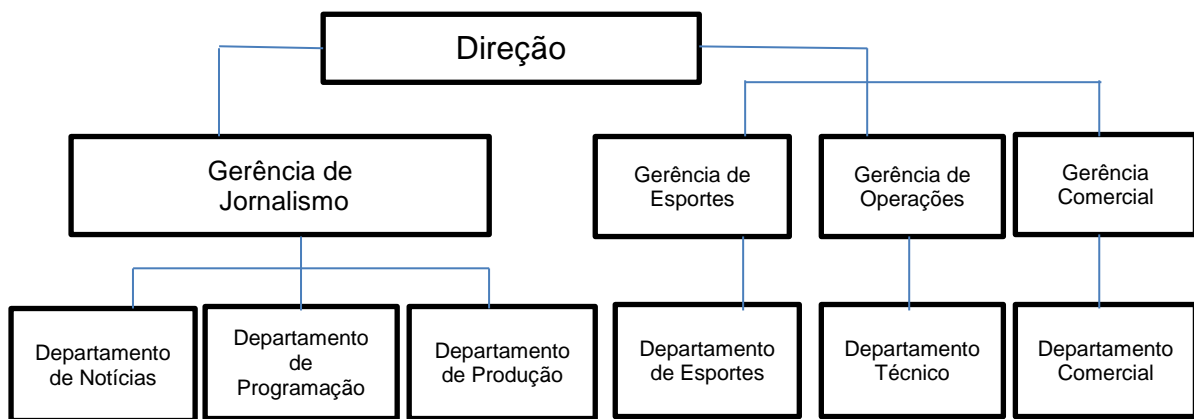 Direção
Gerência de
Jornalismo
Gerência de
Esportes
Gerência de
Operações
Gerência
Comercial
Departamento
de Notícias
Departamento
de
Programação
Departamento
de Produção
Departamento
de Esportes
Departamento
Técnico
Departamento
Comercial